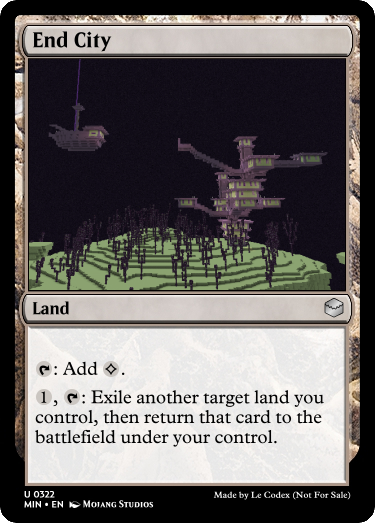 End City
Land
: Add .
1, : Exile another target land you
control, then return that card to the
battlefield under your control.
U 0322
MIN • EN Mojang Studios
Made by Le Codex (Not For Sale)